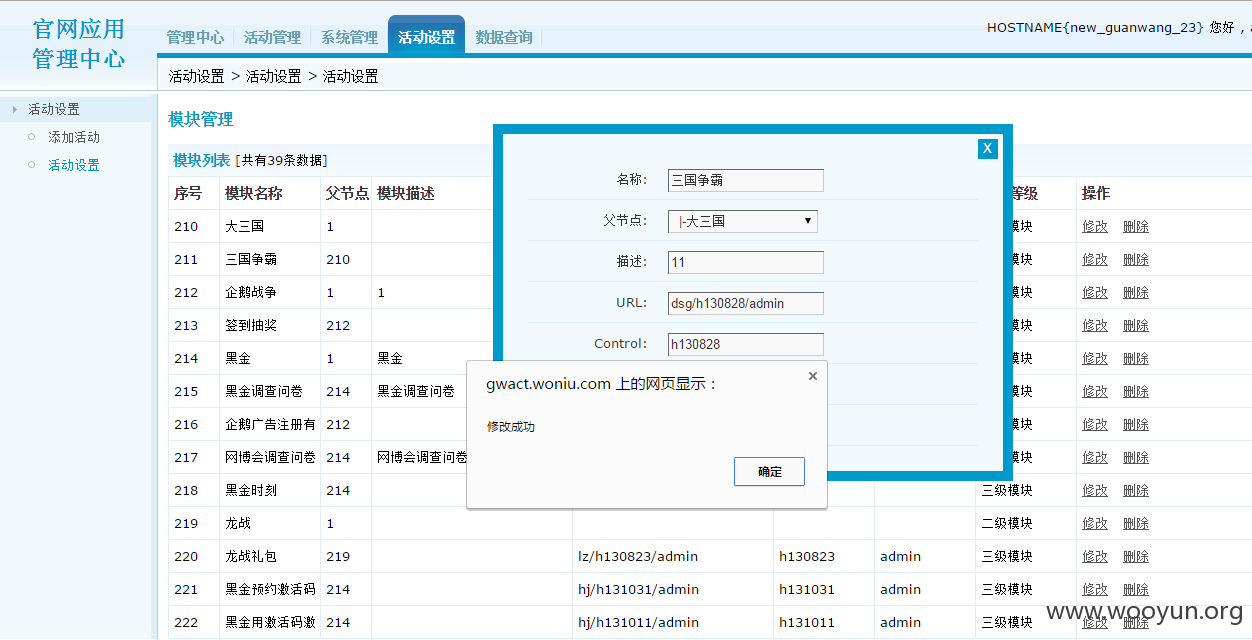 官网应用
管理中心
管理中心 活动管理 系统管理 活动设置 数据查询
HOSTNAME{new_guanwang_23} 您好，
活动设置 > 活动设置 > 活动设置
活动设置
添加活动
活动设置
模块管理
模块列表 [共有39条数据]
序号 模块名称 父节点 模块描述 等级 操作
210 大三国 1 模块 修改 删除
211 三国争霸 210 模块 修改 删除
212 企鹅战争 1 1 模块 修改 删除
213 签到抽奖 212 模块 修改 删除
214 黑金 1 黑金 模块 修改 删除
215 黑金调查问卷 214 黑金调查问卷 模块 修改 删除
216 企鹅广告注册有 212 模块 修改 删除
217 网博会调查问卷 214 网博会调查问卷 模块 修改 删除
218 黑金时刻 214 三级模块 修改 删除
219 龙战 1 二级模块 修改 删除
220 龙战礼包 219 lz/h130823/admin h130823 admin 三级模块 修改 删除
221 黑金预约激活码 214 hj/h131031/admin h131031 admin 三级模块 修改 删除
222 黑金用激活码激 214 hj/h131011/admin h131011 admin 三级模块 修改 删除
X
名称: 三国争霸
父节点: |-大三国
描述: 11
URL: dsg/h130828/admin
Control: h130828
gwact.woniu.com 上的网页显示：
×
修改成功
确定
www.wooyun.org